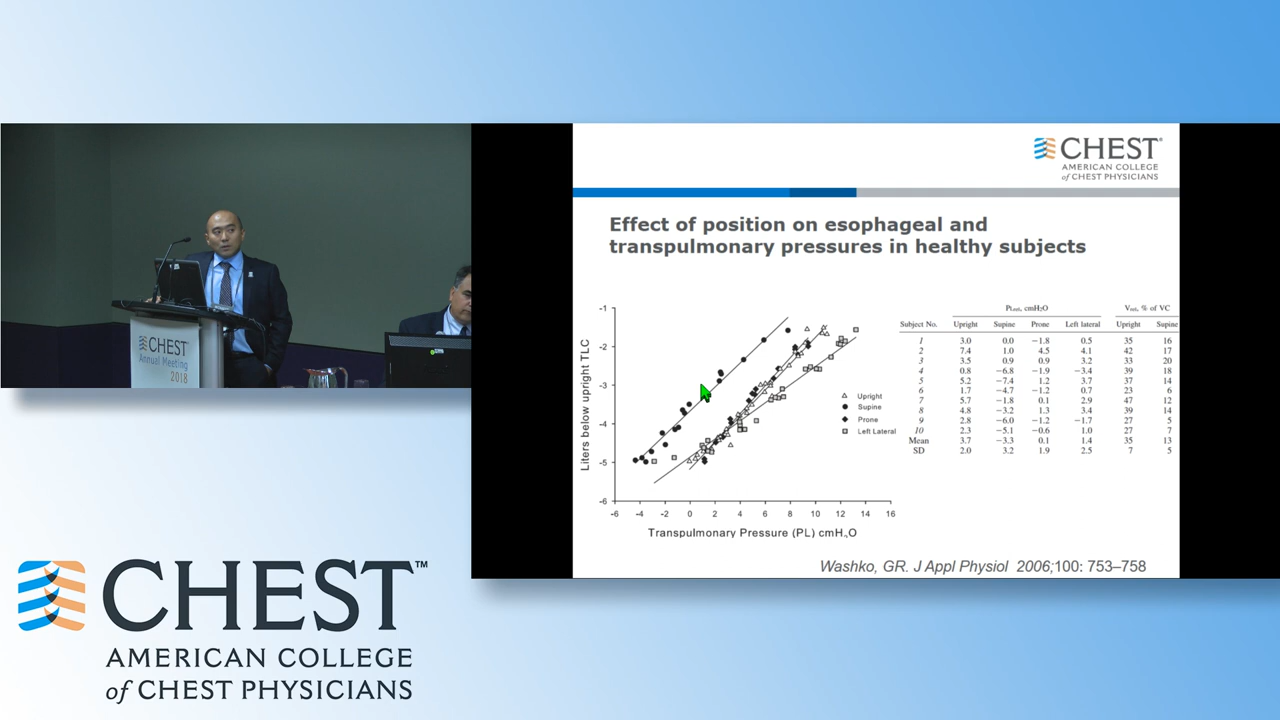 CHEST
AMERICAN COLLEGE
of CHEST PHYSICIANS
Effect of position on esophageal and
transpulmonary pressures in healthy subjects
Liters below upright TLC
-1
-2
-3
-4
-5
-6
-6 -4 -2 0 2 4 6 8 10 12 14 16
Transpulmonary Pressure (PL) cmH2O
Upright
Supine
Prone
Left Lateral
PLrel, cmH2O Vrel, % of VC
Subject No. Upright Supine Prone Left lateral Upright Supine
1 3.0 0.0 −1.8 0.5 35 16
2 7.4 1.0 4.5 4.1 42 17
3 3.5 0.9 0.9 3.2 33 20
4 0.8 −6.8 −1.9 −3.4 39 18
5 5.2 −7.4 1.2 3.7 37 14
6 1.7 −4.7 −1.2 0.7 23 6
7 5.7 −1.8 0.1 2.9 47 12
8 4.8 −3.2 1.3 3.4 39 14
9 2.8 −6.0 −1.2 −1.7 27 5
10 2.3 −5.1 −0.6 1.0 27 7
Mean 3.7 −3.3 0.1 1.4 35 13
SD 2.0 3.2 1.9 2.5 7 5
Washko, GR. J Appl Physiol 2006;100: 753–758
CHEST
Annual Meeting
2018
CHEST™
AMERICAN COLLEGE
of CHEST PHYSICIANS